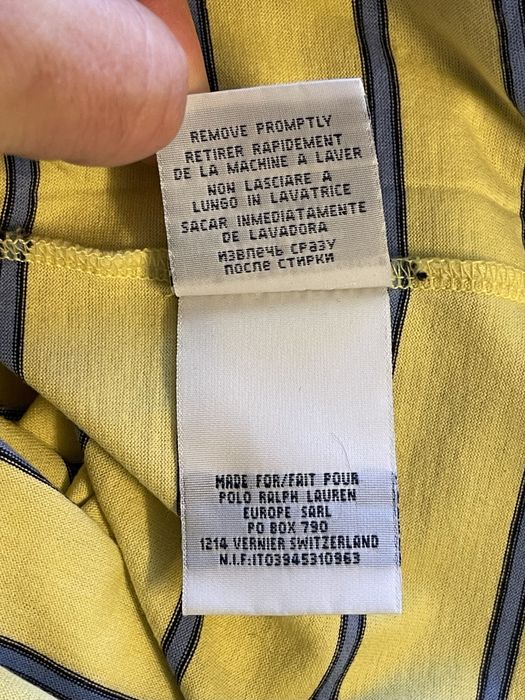 REMOVE PROMPTLY
RETIRER RAPIDEMENT
DE LA MACHINE A LAVER
NON LASCIARE A
LUNGO IN LAVATRICE
SACAR INMEDIATAMENTE
DE LAVADORA
ИЗВЛЕЧЬ СРАЗУ
ПОСЛЕ СТИРКИ
MADE FOR/FAIT POUR
POLO RALPH LAUREN
EUROPE SARL
PO BOX 790
1214 VERNIER SWITZERLAND
N.I.F:IT03945310963